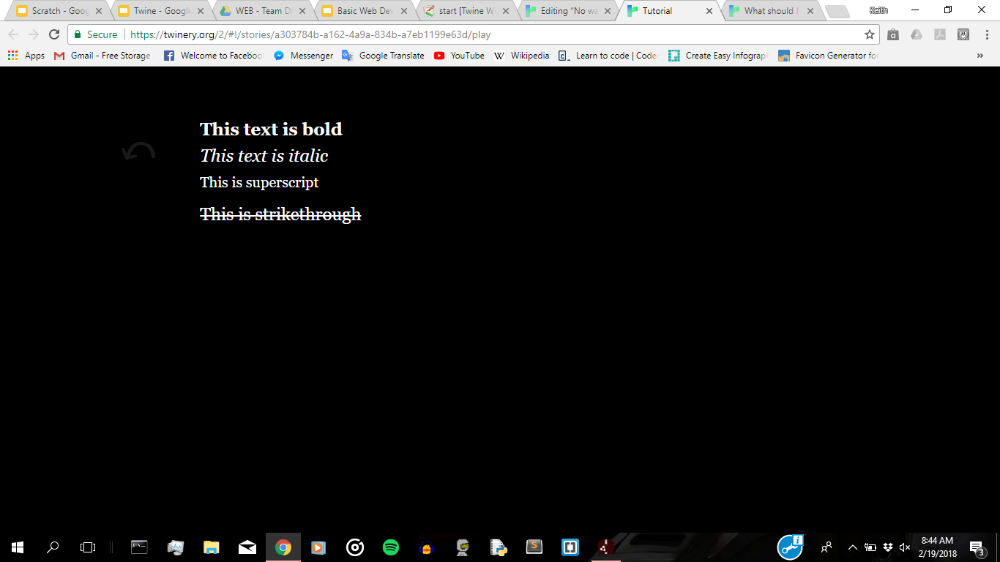 Scratch - Goog
Twine - Google
WEB - Team D
Basic Web Dev
start [Twine W
Editing "No wa
Tutorial
What should I
Keith
Secure
https://twinery.org/2/#!/stories/a303784b-a162-4a9a-834b-a7eb1199e63d/play
Apps
Gmail - Free Storage
Welcome to Faceboo
Messenger
Google Translate
YouTube
Wikipedia
Learn to code | Codec
Create Easy Infograph
Favicon Generator for
This text is bold
This text is italic
This is superscript
This is strikethrough
8:44 AM
2/19/2018
3